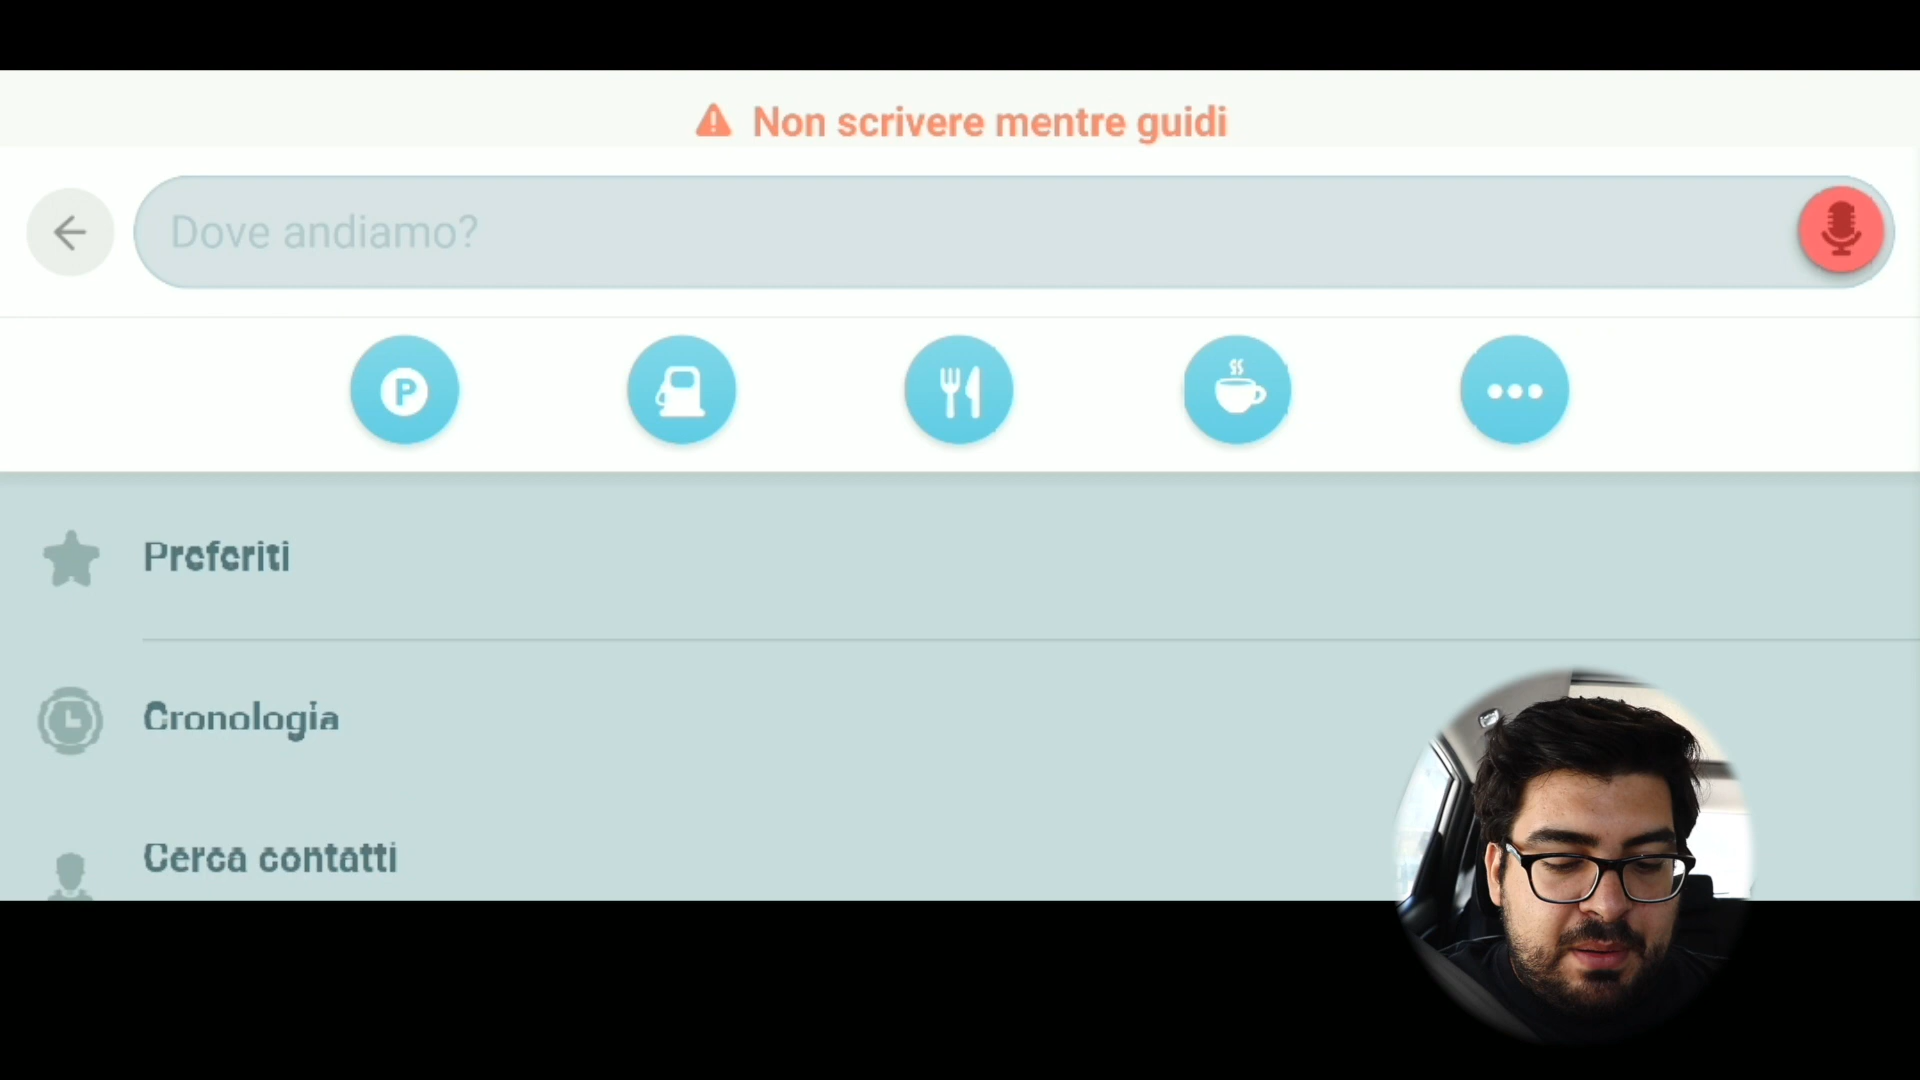 Non scrivere mentre guidi
Dove andiamo?
P
Preferiti
Cronologia
Cerca contatti